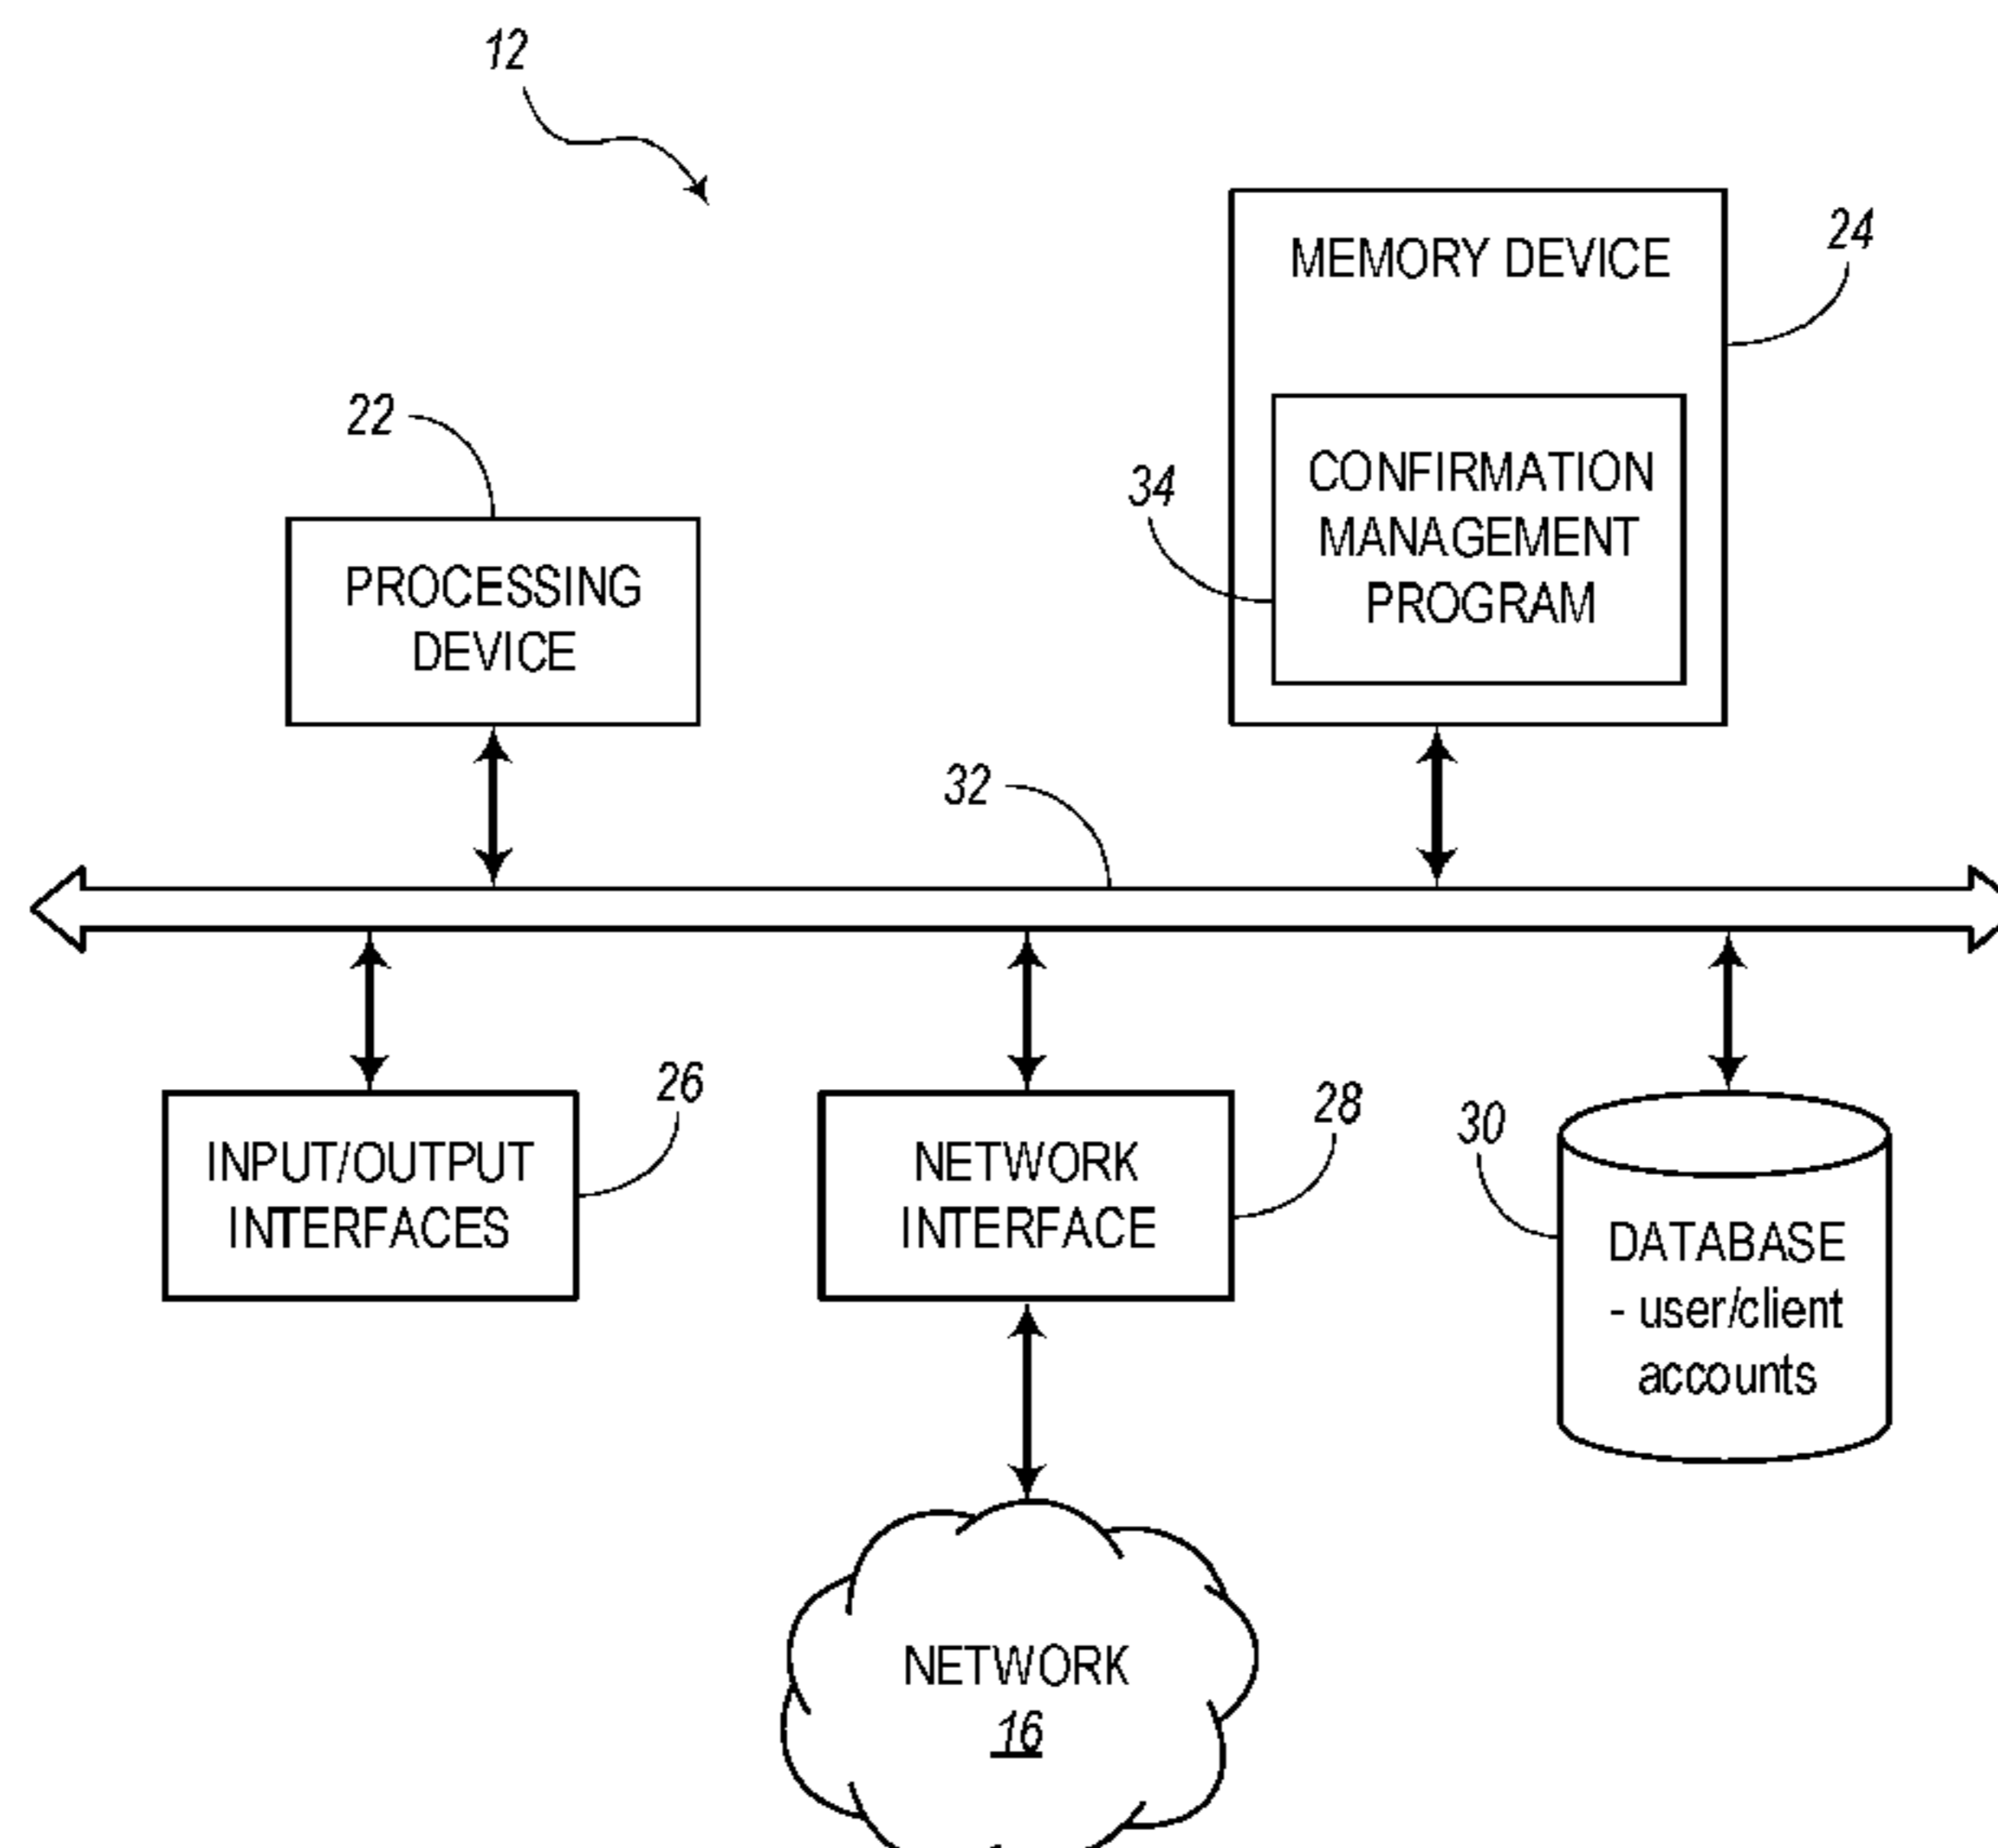 12
MEMORY DEVICE
24
22
34
CONFIRMATION
MANAGEMENT
PROGRAM
PROCESSING
DEVICE
32
26
28
30
INPUT/OUTPUT
INTERFACES
NETWORK
INTERFACE
DATABASE
- user/client
accounts
NETWORK
16